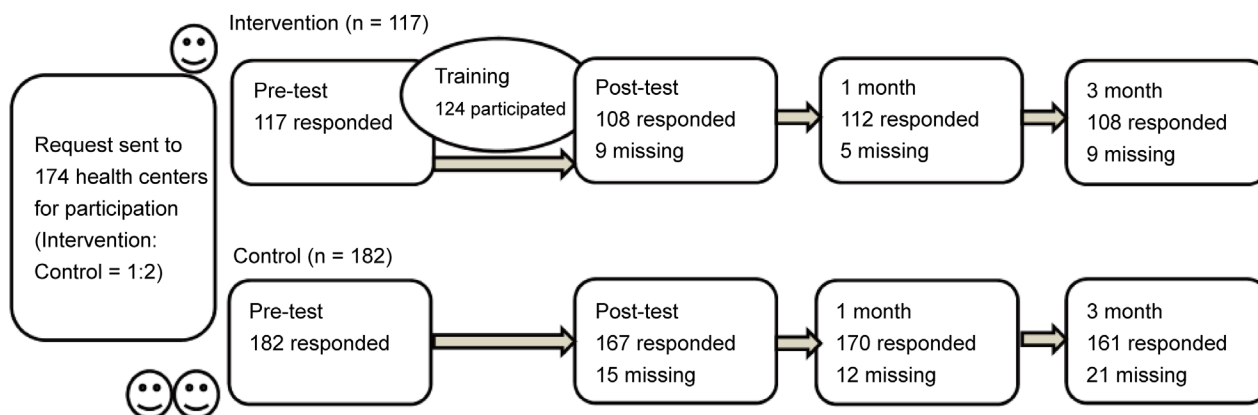 Intervention (n = 117)
Request sent to
174 health centers
for participation
(Intervention:
Control = 1:2)
Pre-test
117 responded
Training
124 participated
Post-test
108 responded
9 missing
1 month
112 responded
5 missing
3 month
108 responded
9 missing
Control (n = 182)
Pre-test
182 responded
Post-test
167 responded
15 missing
1 month
170 responded
12 missing
3 month
161 responded
21 missing